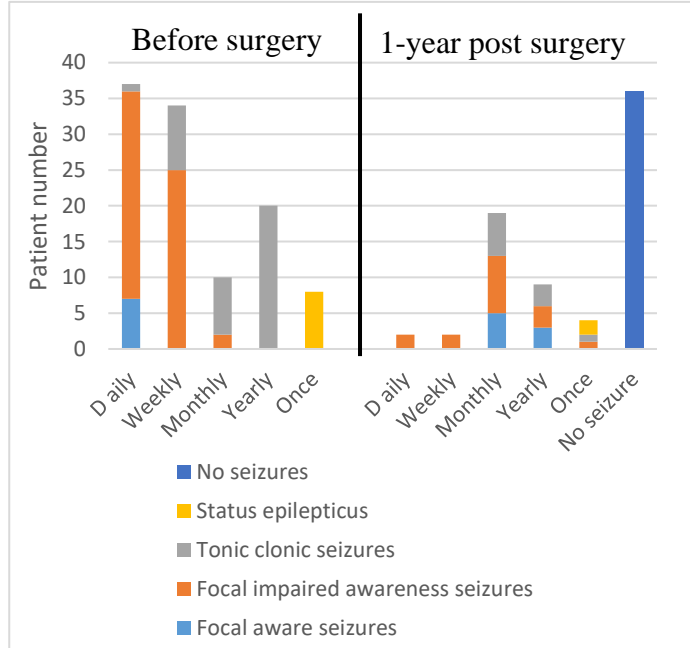 Before surgery
1-year post surgery
40
35
30
25
20
15
10
5
0
Patient number
D aily
Weekly
Monthly
Yearly
Once
D aily
Weekly
Monthly
Yearly
Once
No seizure
No seizures
Status epilepticus
Tonic clonic seizures
Focal impaired awareness seizures
Focal aware seizures